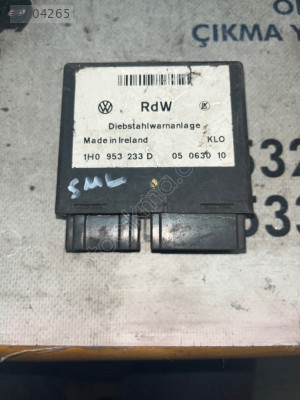 04265
ÇIKMA Y
RdW
Diebstahlwarnanlage
Made in Ireland KLO
1H0 953 233 D 05 0630 10
SML
532
533